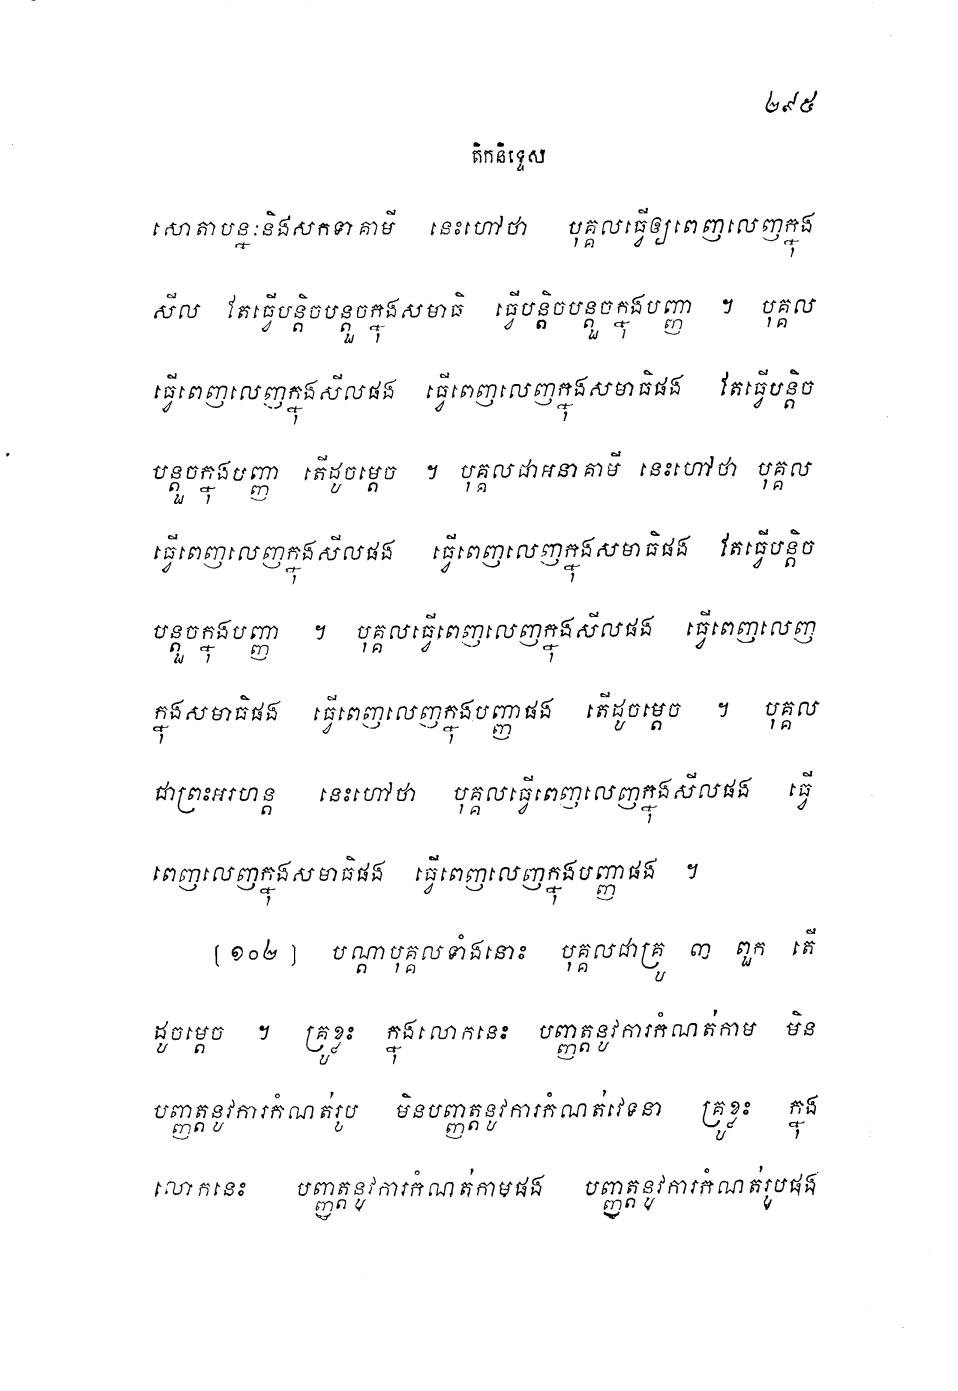 ២៩៥
តិកនិទ្ទេស
សោតាបន្នៈនិងសកទាគាមី នេះហៅថា បុគ្គលធ្វើឲ្យពេញលេញក្នុង
សីល តែធ្វើបន្តិចបន្តួចក្នុងសមាធិ ធ្វើបន្តិចបន្តួចក្នុងបញ្ញា ។ បុគ្គល
ធ្វើពេញលេញក្នុងសីលផង ធ្វើពេញលេញក្នុងសមាធិផង តែធ្វើបន្តិច
បន្តួចក្នុងបញ្ញា តើដូចម្តេច ។ បុគ្គលជាអនាគាមី នេះហៅថា បុគ្គល
ធ្វើពេញលេញក្នុងសីលផង ធ្វើពេញលេញក្នុងសមាធិផង តែធ្វើបន្តិច
បន្តួចក្នុងបញ្ញា ។ បុគ្គលធ្វើពេញលេញក្នុងសីលផង ធ្វើពេញលេញ
ក្នុងសមាធិផង ធ្វើពេញលេញក្នុងបញ្ញាផង តើដូចម្តេច ។ បុគ្គល
ជាព្រះអរហន្ត នេះហៅថា បុគ្គលធ្វើពេញលេញក្នុងសីលផង ធ្វើ
ពេញលេញក្នុងសមាធិផង ធ្វើពេញលេញក្នុងបញ្ញាផង ។
[១០២] បណ្តាបុគ្គលទាំងនោះ បុគ្គលជាគ្រូ ៣ ពួក តើ
ដូចម្តេច ។ គ្រូខ្លះ ក្នុងលោកនេះ បញ្ញត្តនូវការកំណត់កាម មិន
បញ្ញត្តនូវការកំណត់រូប មិនបញ្ញត្តនូវការកំណត់វេទនា គ្រូខ្លះ ក្នុង
លោកនេះ បញ្ញត្តនូវការកំណត់កាមផង បញ្ញត្តនូវការកំណត់រូបផង